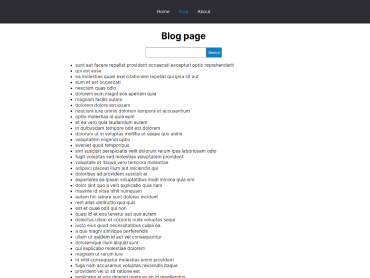 Home Blog About
Blog page
Search
sunt aut facere repellat provident occaecati excepturi optio reprehenderit
qui est esse
ea molestias quasi exercitationem repellat qui ipsa sit aut
eum et est occaecati
nesciunt quas odio
dolorem eum magni eos aperiam quia
magnam facilis autem
dolorem dolore est ipsam
nesciunt iure omnis dolorem tempora et accusantium
optio molestias id quia eum
et ea vero quia laudantium autem
in quibusdam tempore odit est dolorem
dolorum ut in voluptas mollitia et saepe quo animi
voluptatem eligendi optio
eveniet quod temporibus
sint suscipit perspiciatis velit dolorum rerum ipsa laboriosam odio
fugit voluptas sed molestias voluptatem provident
voluptate et itaque vero tempora molestiae
adipisci placeat illum aut reiciendis qui
doloribus ad provident suscipit at
asperiores ea ipsam voluptatibus modi minima quia sint
dolor sint quo a velit explicabo quia nam
maxime id vitae nihil numquam
autem hic labore sunt dolores incidunt
rem alias distinctio quo quis
est et quae odit qui non
quasi id et eos tenetur aut quo autem
delectus ullam et corporis nulla voluptas sequi
iusto eius quod necessitatibus culpa ea
a quo magni similique perferendis
ullam ut quidem id aut vel consequuntur
doloremque illum aliquid sunt
qui explicabo molestiae dolorem
magnam ut rerum iure
id nihil consequatur molestias animi provident
fuga nam accusamus voluptas reiciendis itaque
provident vel ut sit ratione est
explicabo et eos deleniti nostrum ab id repellendus